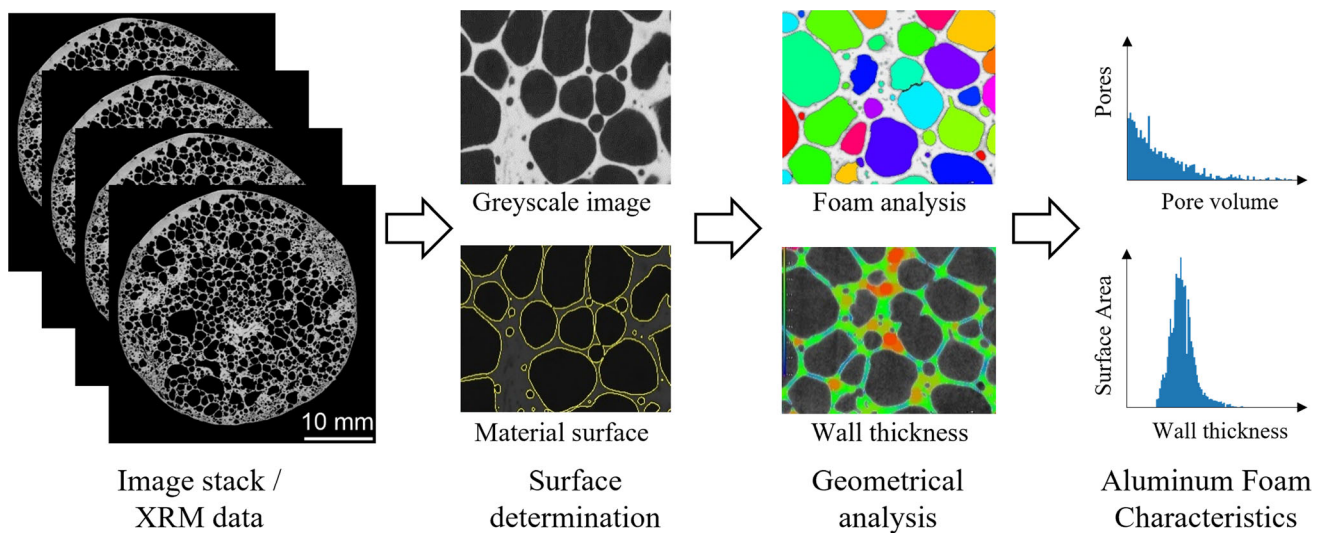 10 mm
Image stack /
XRM data
Greyscale image
Material surface
Surface
determination
Foam analysis
Wall thickness
Geometrical
analysis
Pores
Pore volume
Surface Area
Wall thickness
Aluminum Foam
Characteristics